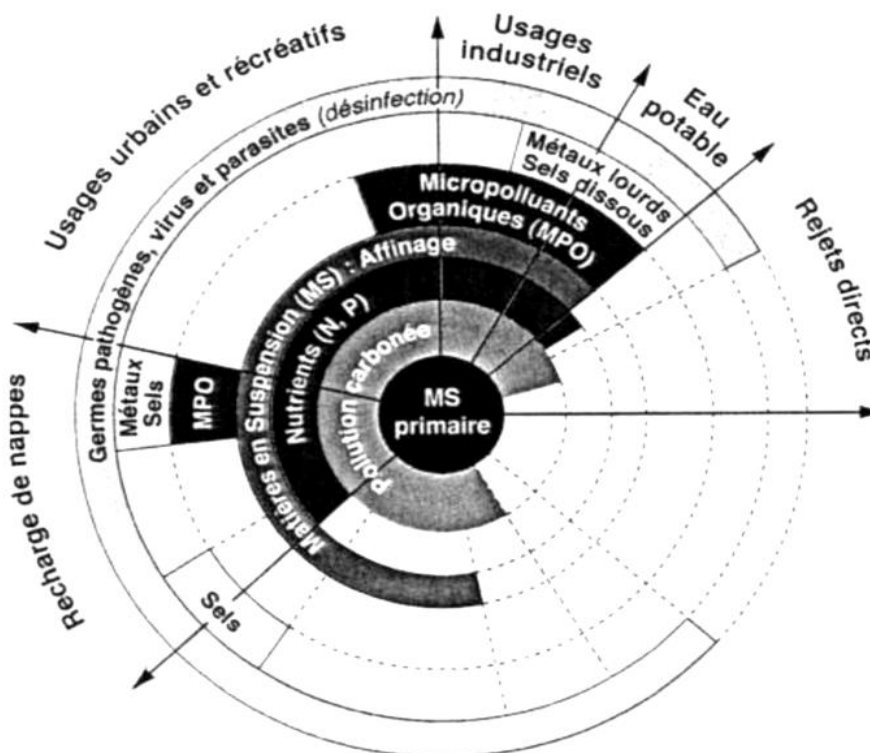 Usages urbains et récréatifs
Usages
industriels
Eau
potable
Rejets directs
Recharge de nappes
Germes pathogènes, virus et parasites (désinfection)
Métaux lourds
Sels dissous
Micropolluants
Organiques (MPO)
Matières en Suspension (MS) : Affinage
Nutrients (N, P)
Pollution carbonée
MS
primaire
Métaux
Sels
MPO
Sels